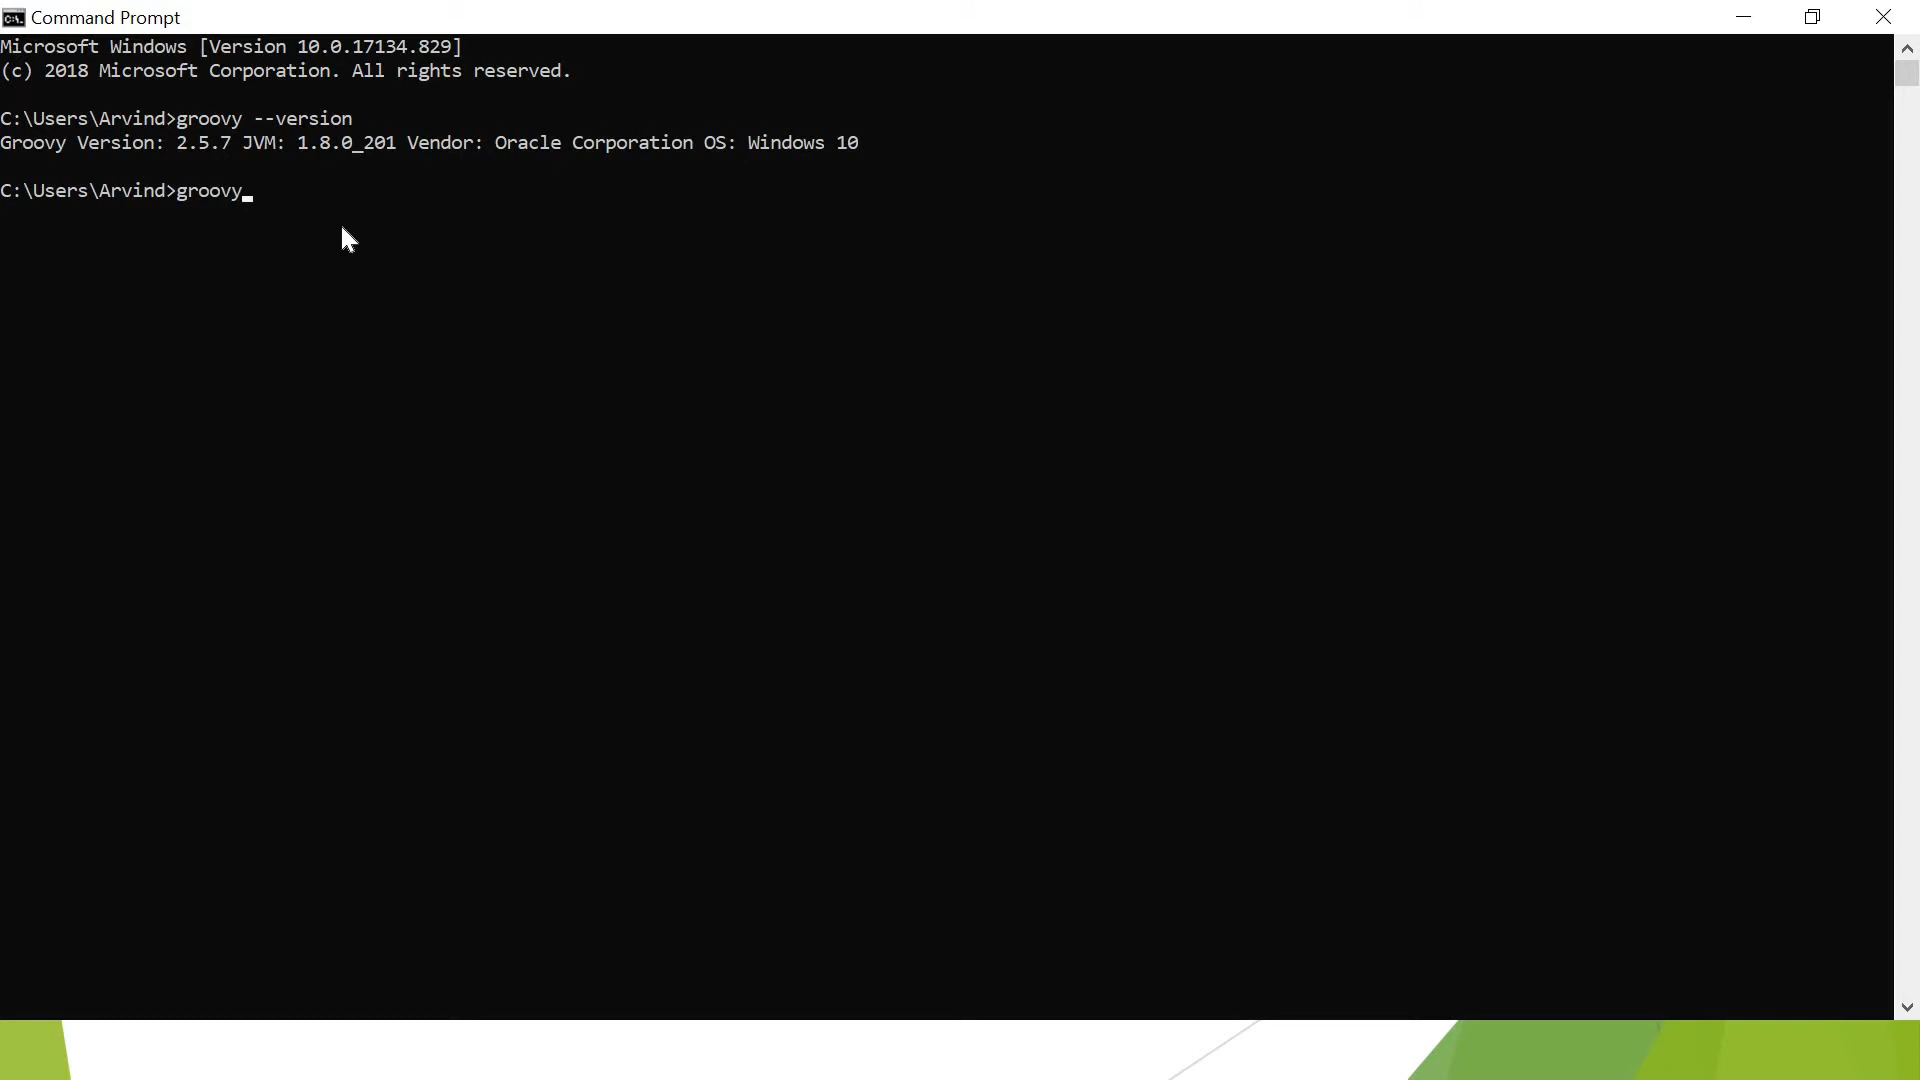 Command Prompt
Microsoft Windows [Version 10.0.17134.829]
(c) 2018 Microsoft Corporation. All rights reserved.
C:\Users\Arvind>groovy --version
Groovy Version: 2.5.7 JVM: 1.8.0_201 Vendor: Oracle Corporation OS: Windows 10
C:\Users\Arvind>groovy